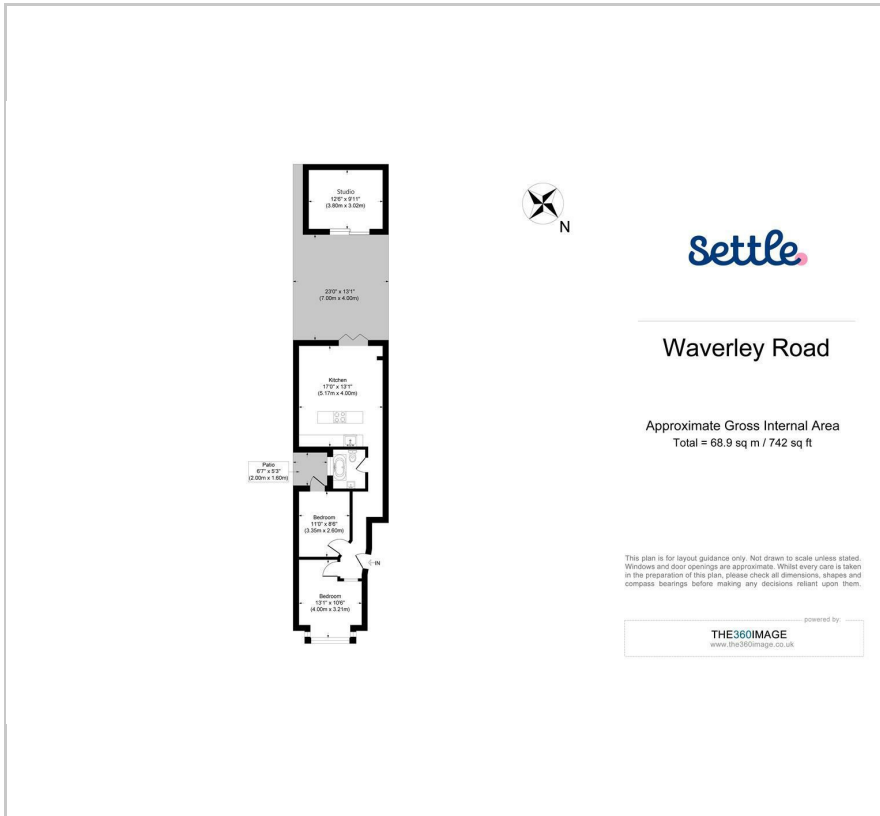 Studio
12'6" x 9'11"
(3.80m x 3.02m)
23'0" x 13'1"
(7.00m x 4.00m)
Kitchen
17'0" x 13'1"
(5.17m x 4.00m)
Patio
6'7" x 5'3"
(2.00m x 1.60m)
Bedroom
11'0" x 8'6"
(3.35m x 2.60m)
IN
Bedroom
13'1" x 10'6"
(4.00m x 3.21m)
N
Settle
Waverley Road
Approximate Gross Internal Area
Total = 68.9 sq m / 742 sq ft
This plan is for layout guidance only. Not drawn to scale unless stated.
Windows and door openings are approximate. Whilst every care is taken
in the preparation of this plan, please check all dimensions, shapes and
compass bearings before making any decisions reliant upon them.
powered by:
THE360IMAGE
www.the360image.co.uk